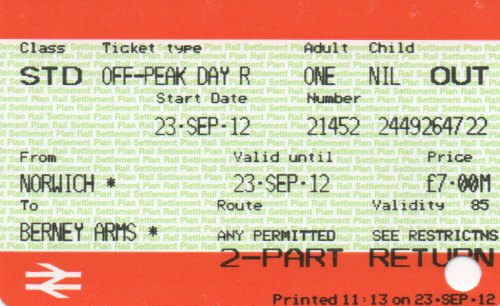 Class Ticket type Adult Child
STD OFF-PEAK DAY R ONE NIL OUT
Start Date Number
23·SEP·12 21452 2449264722
From Valid until Price
NORWICH * 23·SEP·12 £7·00M
To Route Validity 85
BERNEY ARMS * ANY PERMITTED SEE RESTRICTNS
2-PART RETURN
Printed 11:13 on 23·SEP·12